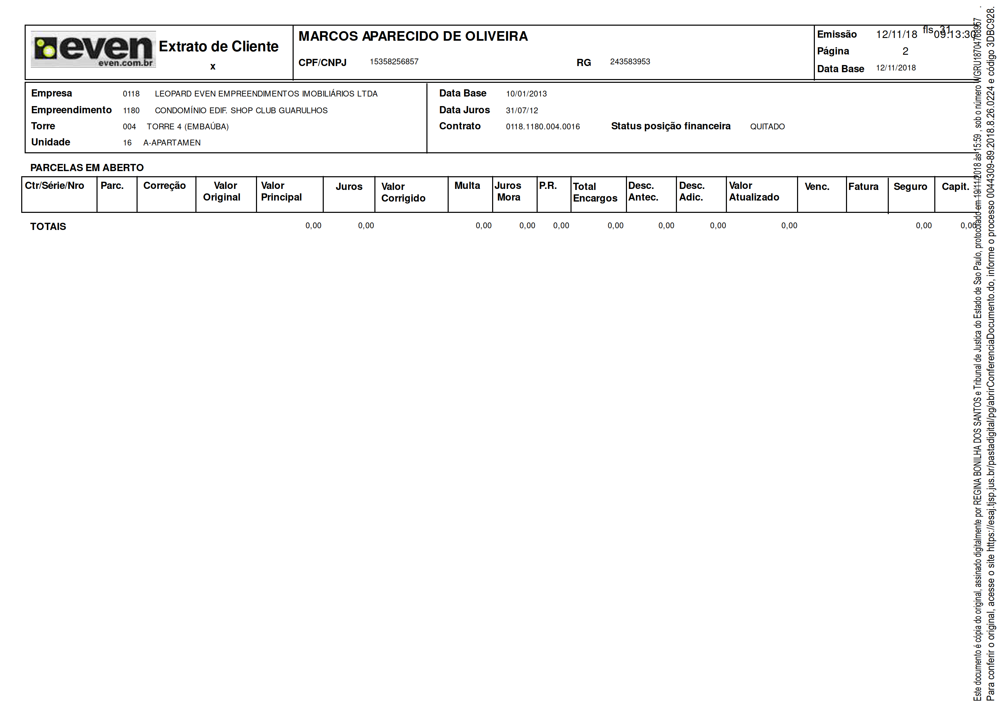 fls. 31
even
even.com.br
Extrato de Cliente
x
MARCOS APARECIDO DE OLIVEIRA
CPF/CNPJ 15358256857 RG 243583953
Emissão 12/11/18 09:13:30
Página 2
Data Base 12/11/2018
Empresa 0118 LEOPARD EVEN EMPREENDIMENTOS IMOBILIÁRIOS LTDA
Empreendimento 1180 CONDOMÍNIO EDIF. SHOP CLUB GUARULHOS
Torre 004 TORRE 4 (EMBAÚBA)
Unidade 16 A-APARTAMEN
Data Base 10/01/2013
Data Juros 31/07/12
Contrato 0118.1180.004.0016 Status posição financeira QUITADO
PARCELAS EM ABERTO
Ctr/Série/Nro Parc. Correção Valor Original Valor Principal Juros Valor Corrigido Multa Juros Mora P.R. Total Encargos Desc. Antec. Desc. Adic. Valor Atualizado Venc. Fatura Seguro Capit.
TOTAIS 0,00 0,00 0,00 0,00 0,00 0,00 0,00 0,00 0,00 0,00 0,00
Este documento é cópia do original, assinado digitalmente por REGINA BONILHA DOS SANTOS e Tribunal de Justica do Estado de Sao Paulo, protocolado em 19/11/2018 às 15:59 , sob o número WGRU18704768957 .
Para conferir o original, acesse o site https://esaj.tjsp.jus.br/pastadigital/pg/abrirConferenciaDocumento.do, informe o processo 0044309-89.2018.8.26.0224 e código 3DBC928.